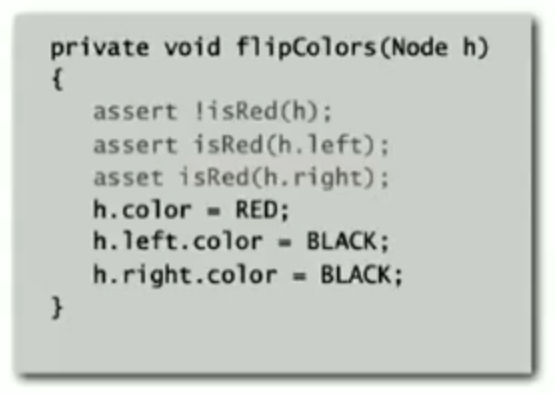 private void flipColors(Node h)
{
assert !isRed(h);
assert isRed(h.left);
asset isRed(h.right);
h.color = RED;
h.left.color = BLACK;
h.right.color = BLACK;
}